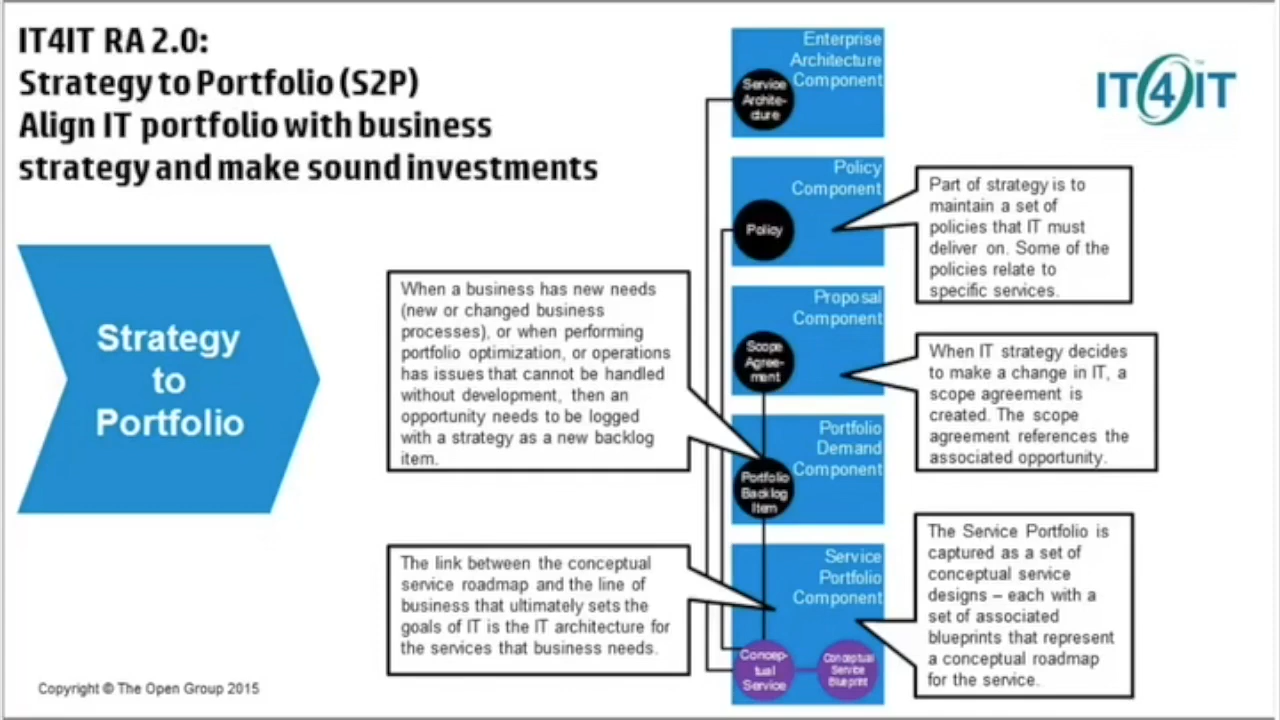 IT4IT RA 2.0:
Strategy to Portfolio (S2P)
Align IT portfolio with business
strategy and make sound investments
IT4IT™
Strategy
to
Portfolio
Enterprise
Architecture
Component
Service
Archite-
cture
Policy
Component
Policy
Part of strategy is to
maintain a set of
policies that IT must
deliver on. Some of the
policies relate to
specific services.
When a business has new needs
(new or changed business
processes), or when performing
portfolio optimization, or operations
has issues that cannot be handled
without development, then an
opportunity needs to be logged
with a strategy as a new backlog
item.
Proposal
Component
Scope
Agree-
ment
When IT strategy decides
to make a change in IT, a
scope agreement is
created. The scope
agreement references the
associated opportunity.
Portfolio
Demand
Component
Portfolio
Backlog
Item
The link between the conceptual
service roadmap and the line of
business that ultimately sets the
goals of IT is the IT architecture for
the services that business needs.
Service
Portfolio
Component
Concep-
tual
Service
Conceptual
Service
Blueprint
The Service Portfolio is
captured as a set of
conceptual service
designs – each with a
set of associated
blueprints that represent
a conceptual roadmap
for the service.
Copyright © The Open Group 2015